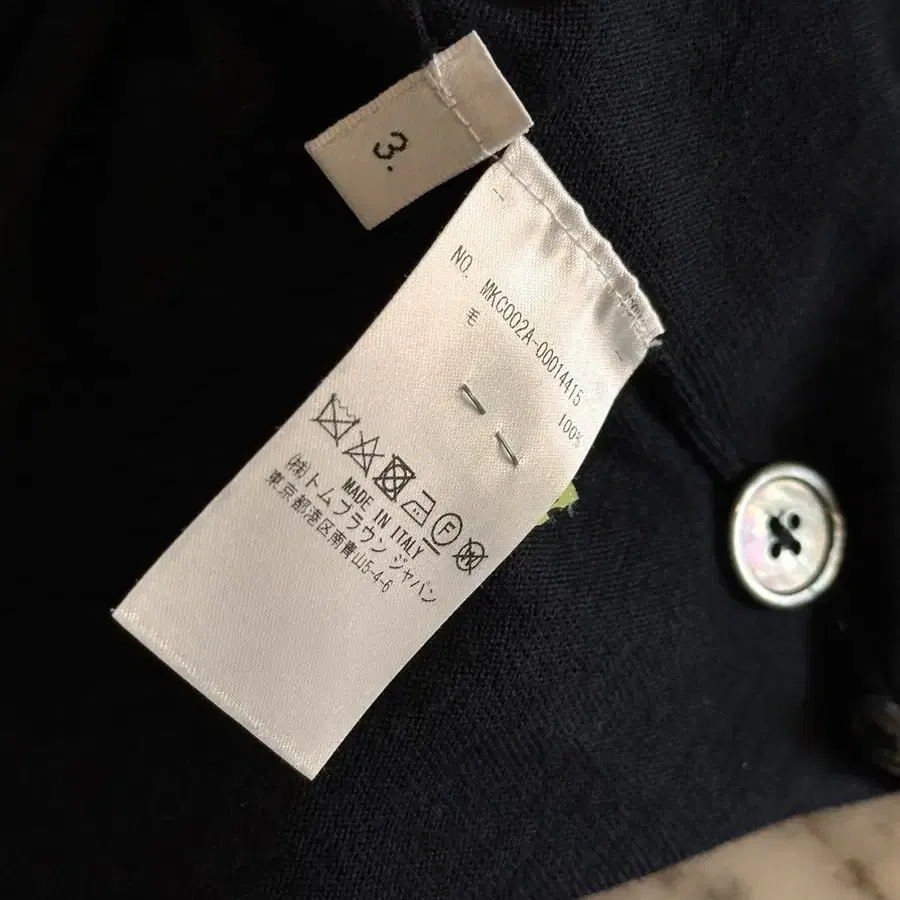 3.
NO. MKC002A-00014415
毛 100%
MADE IN ITALY
(株)トム ブラウン ジャパン
東京都港区南青山5-4-6